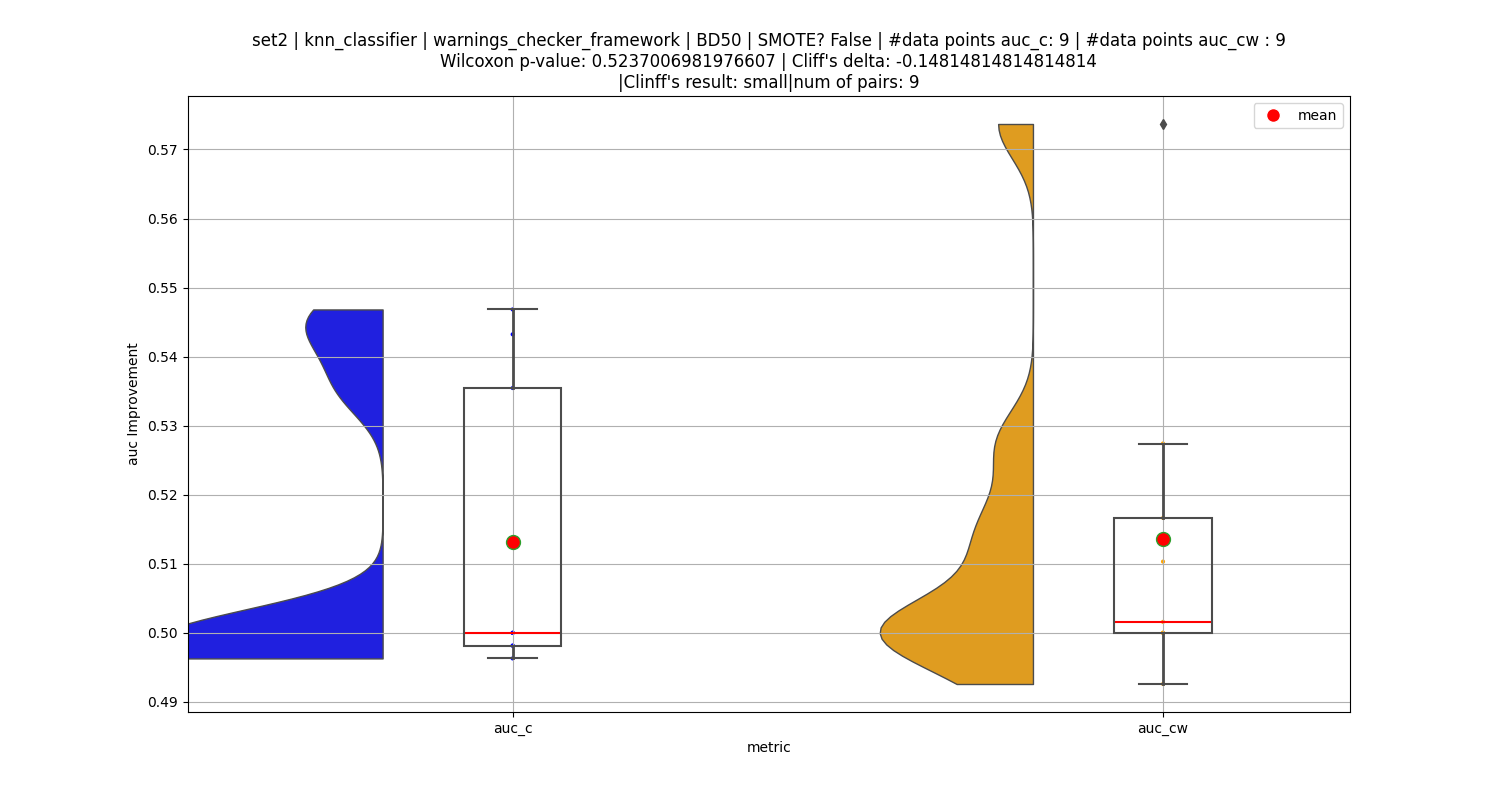 set2 | knn_classifier | warnings_checker_framework | BD50 | SMOTE? False | #data points auc_c: 9 | #data points auc_cw : 9
Wilcoxon p-value: 0.5237006981976607 | Cliff's delta: -0.14814814814814814
|Clinff's result: small|num of pairs: 9
mean
0.57
0.56
0.55
0.54
0.53
0.52
0.51
0.50
0.49
auc Improvement
auc_c
auc_cw
metric